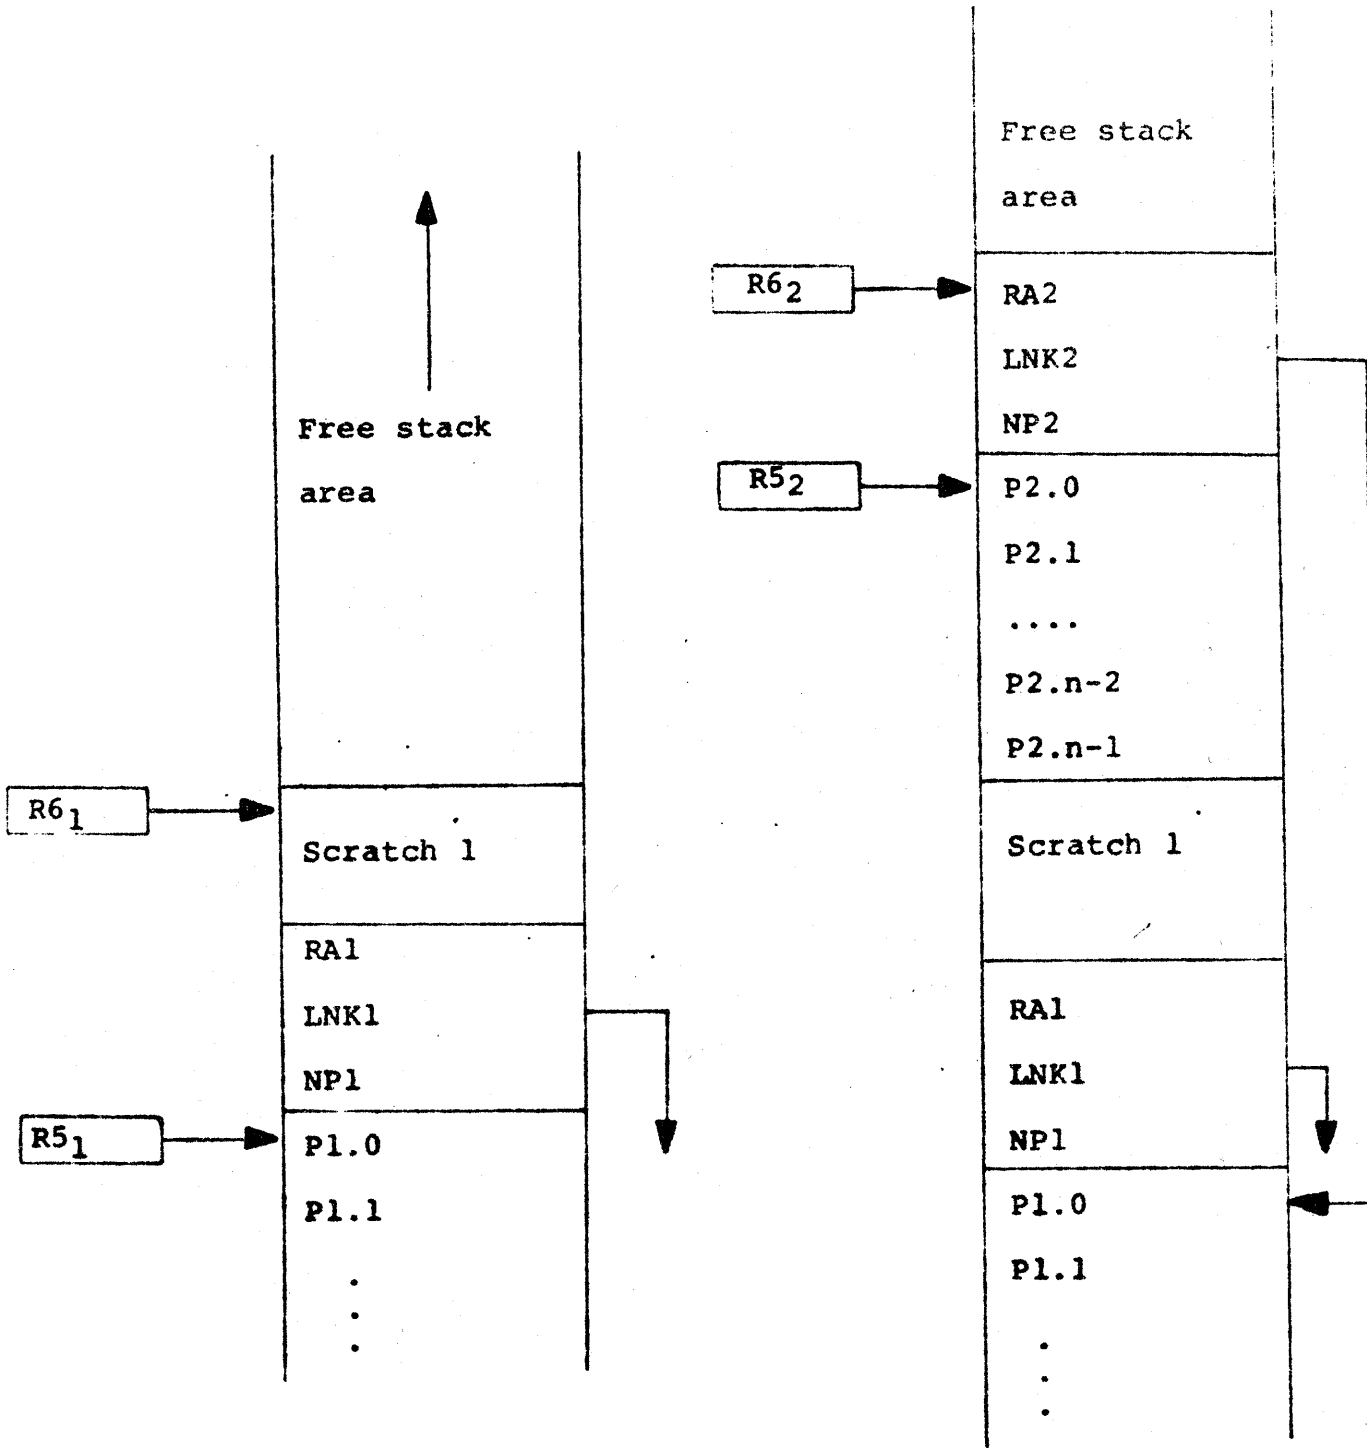 Free stack
area
R6₁
Scratch 1
RA1
LNK1
NP1
R5₁
P1.0
P1.1
.
.
.
Free stack
area
R6₂
RA2
LNK2
NP2
R5₂
P2.0
P2.1
....
P2.n-2
P2.n-1
Scratch 1
RA1
LNK1
NP1
P1.0
P1.1
.
.
.